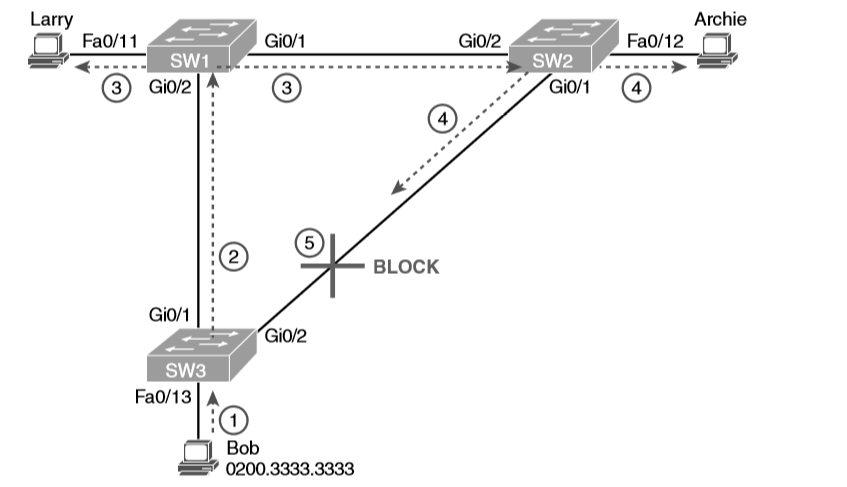 Larry
Archie
Fa0/11
Gi0/1
Gi0/2
Fa0/12
SW1
SW2
3
Gi0/2
3
Gi0/1
4
4
5
2
BLOCK
Gi0/1
Gi0/2
SW3
Fa0/13
1
Bob
0200.3333.3333